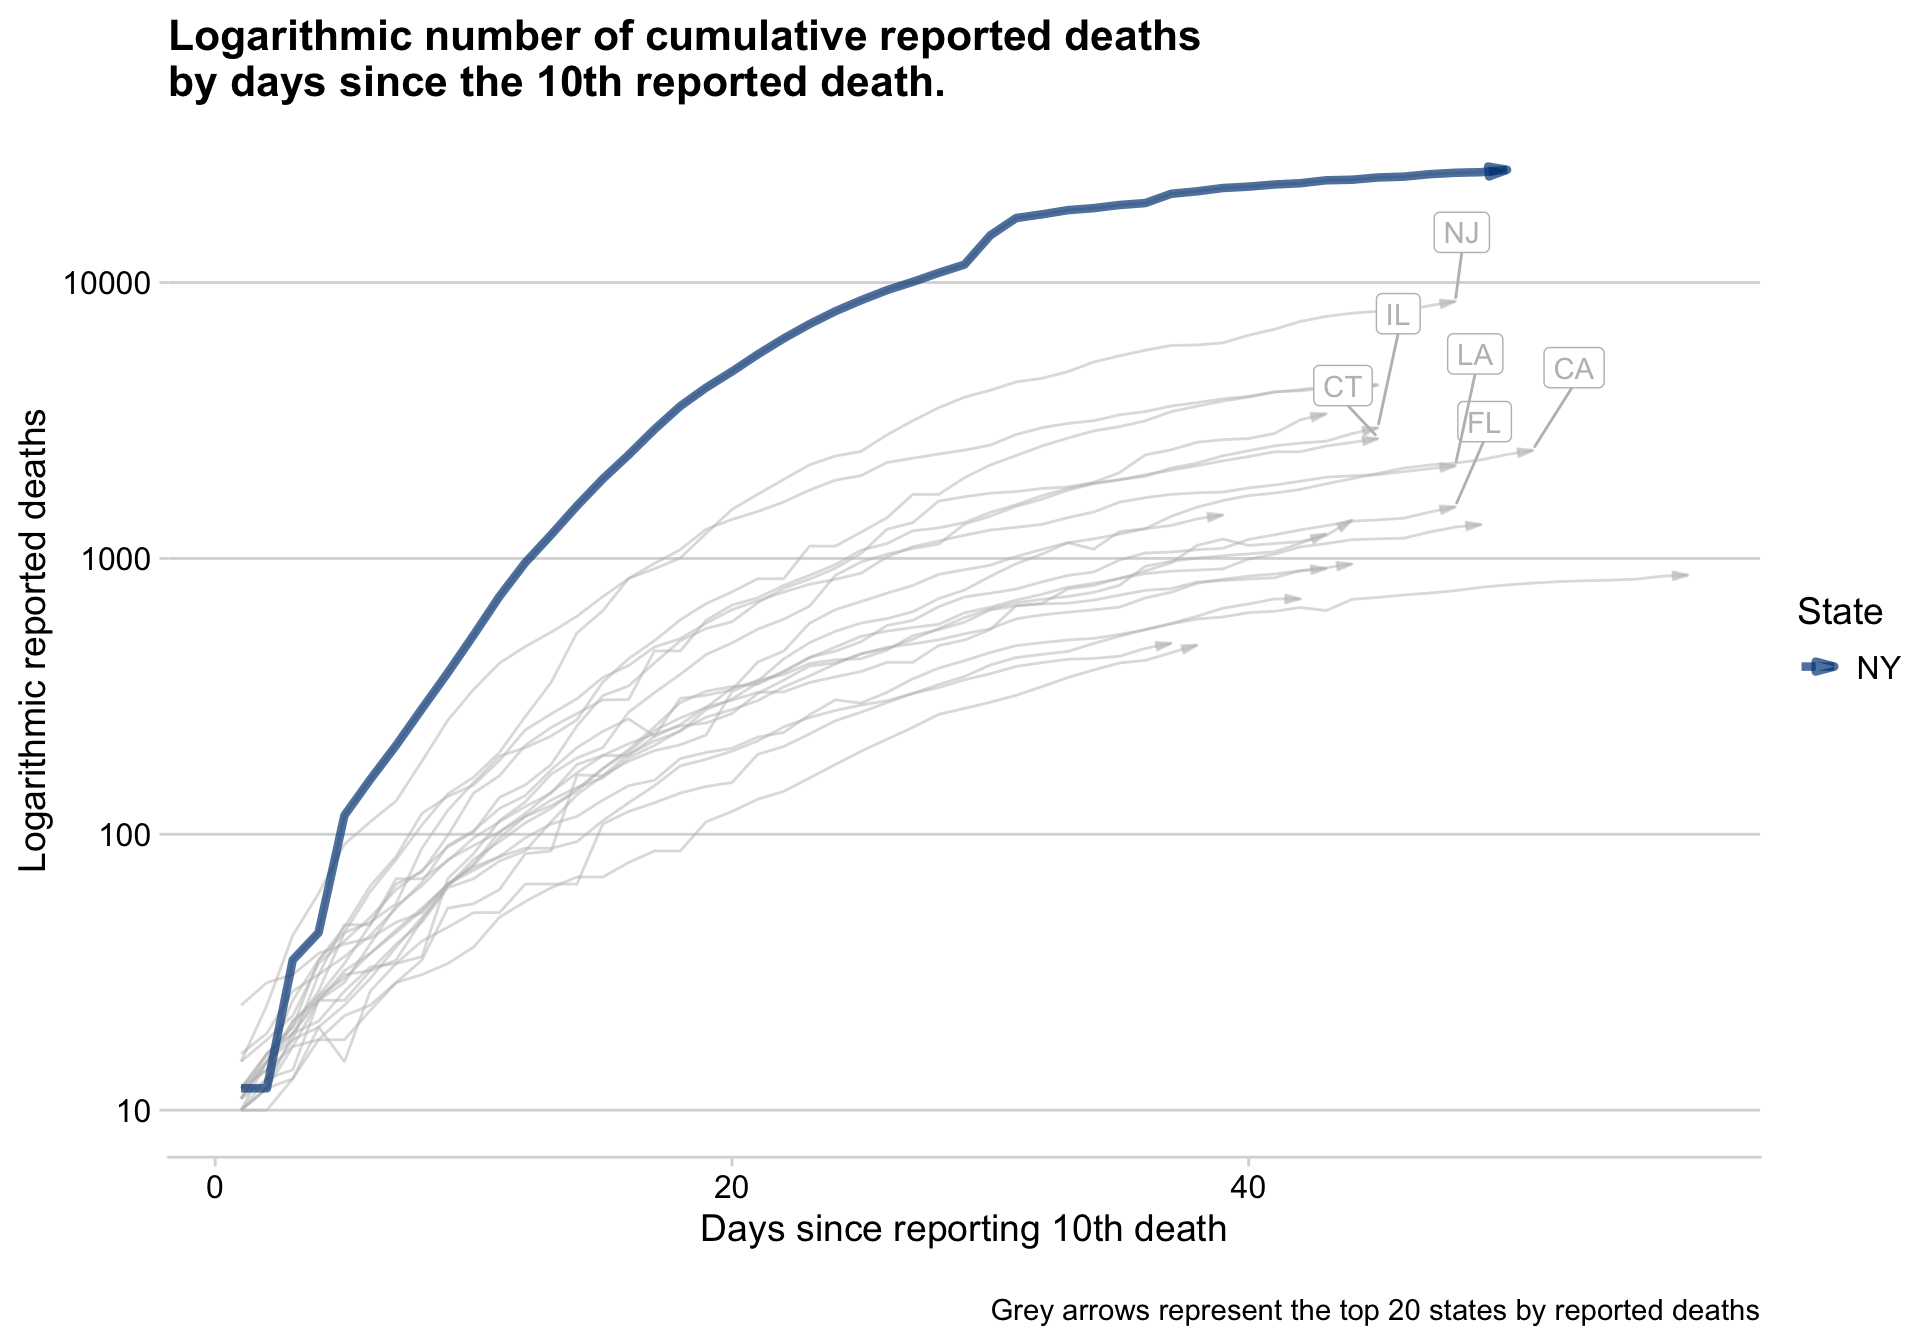 Logarithmic number of cumulative reported deaths
by days since the 10th reported death.
Logarithmic reported deaths
10000
1000
100
10
NJ
IL
LA
CA
CT
FL
State
NY
0
20
40
Days since reporting 10th death
Grey arrows represent the top 20 states by reported deaths